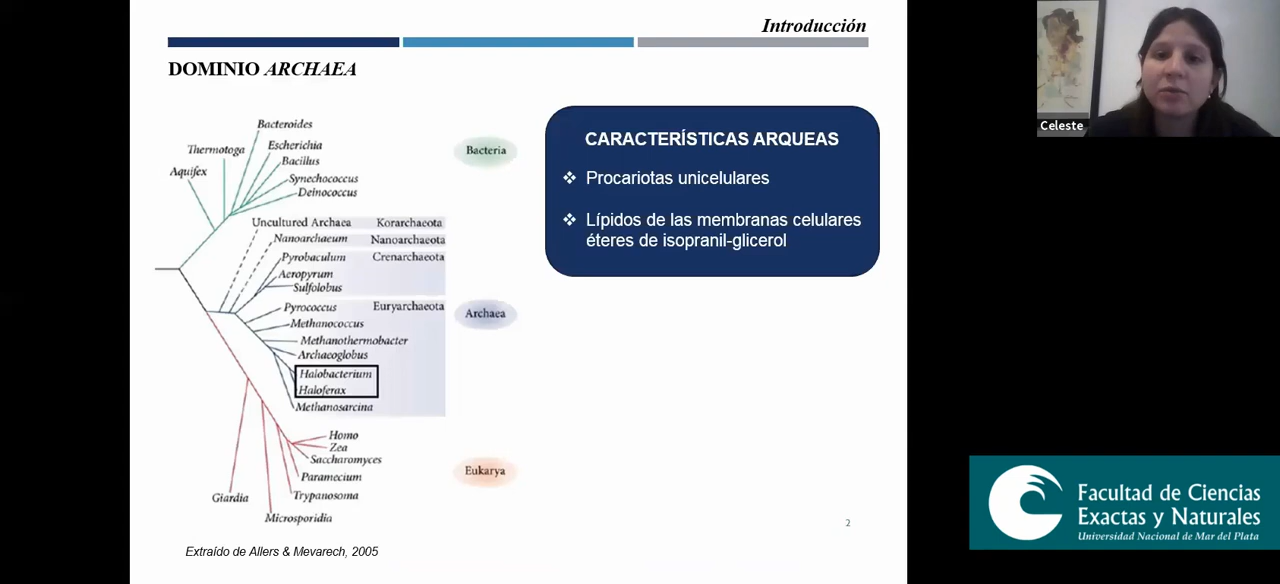 Introducción
DOMINIO ARCHAEA
Bacteroides
Thermotoga
Escherichia
Bacillus
Aquifex
Synechococcus
Deinococcus
Bacteria
Uncultured Archaea Korarchaeota
Nanoarchaeum Nanoarchaeota
Pyrobaculum Crenarchaeota
Aeropyrum
Sulfolobus
Pyrococcus Euryarchaeota
Methanococcus
Methanothermobacter
Archaeoglobus
Halobacterium
Haloferax
Methanosarcina
Archaea
Homo
Zea
Saccharomyces
Paramecium
Trypanosoma
Giardia
Microsporidia
Eukarya
Extraído de Allers & Mevarech, 2005
CARACTERÍSTICAS ARQUEAS
❖ Procariotas unicelulares
❖ Lípidos de las membranas celulares
éteres de isopranil-glicerol
2
Celeste
Facultad de Ciencias
Exactas y Naturales
Universidad Nacional de Mar del Plata